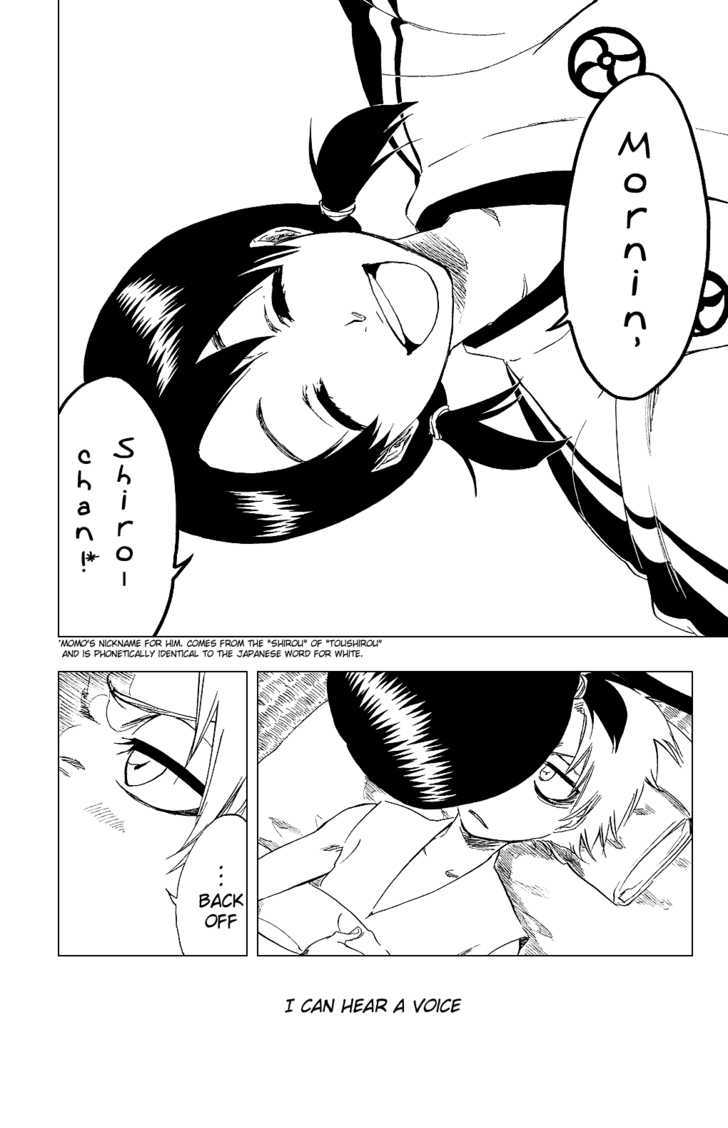 Mornin,
Shiro-
chan!*
*MOMO'S NICKNAME FOR HIM. COMES FROM THE "SHIROU" OF "TOUSHIROU"
AND IS PHONETICALLY IDENTICAL TO THE JAPANESE WORD FOR WHITE.
...
BACK
OFF
I CAN HEAR A VOICE